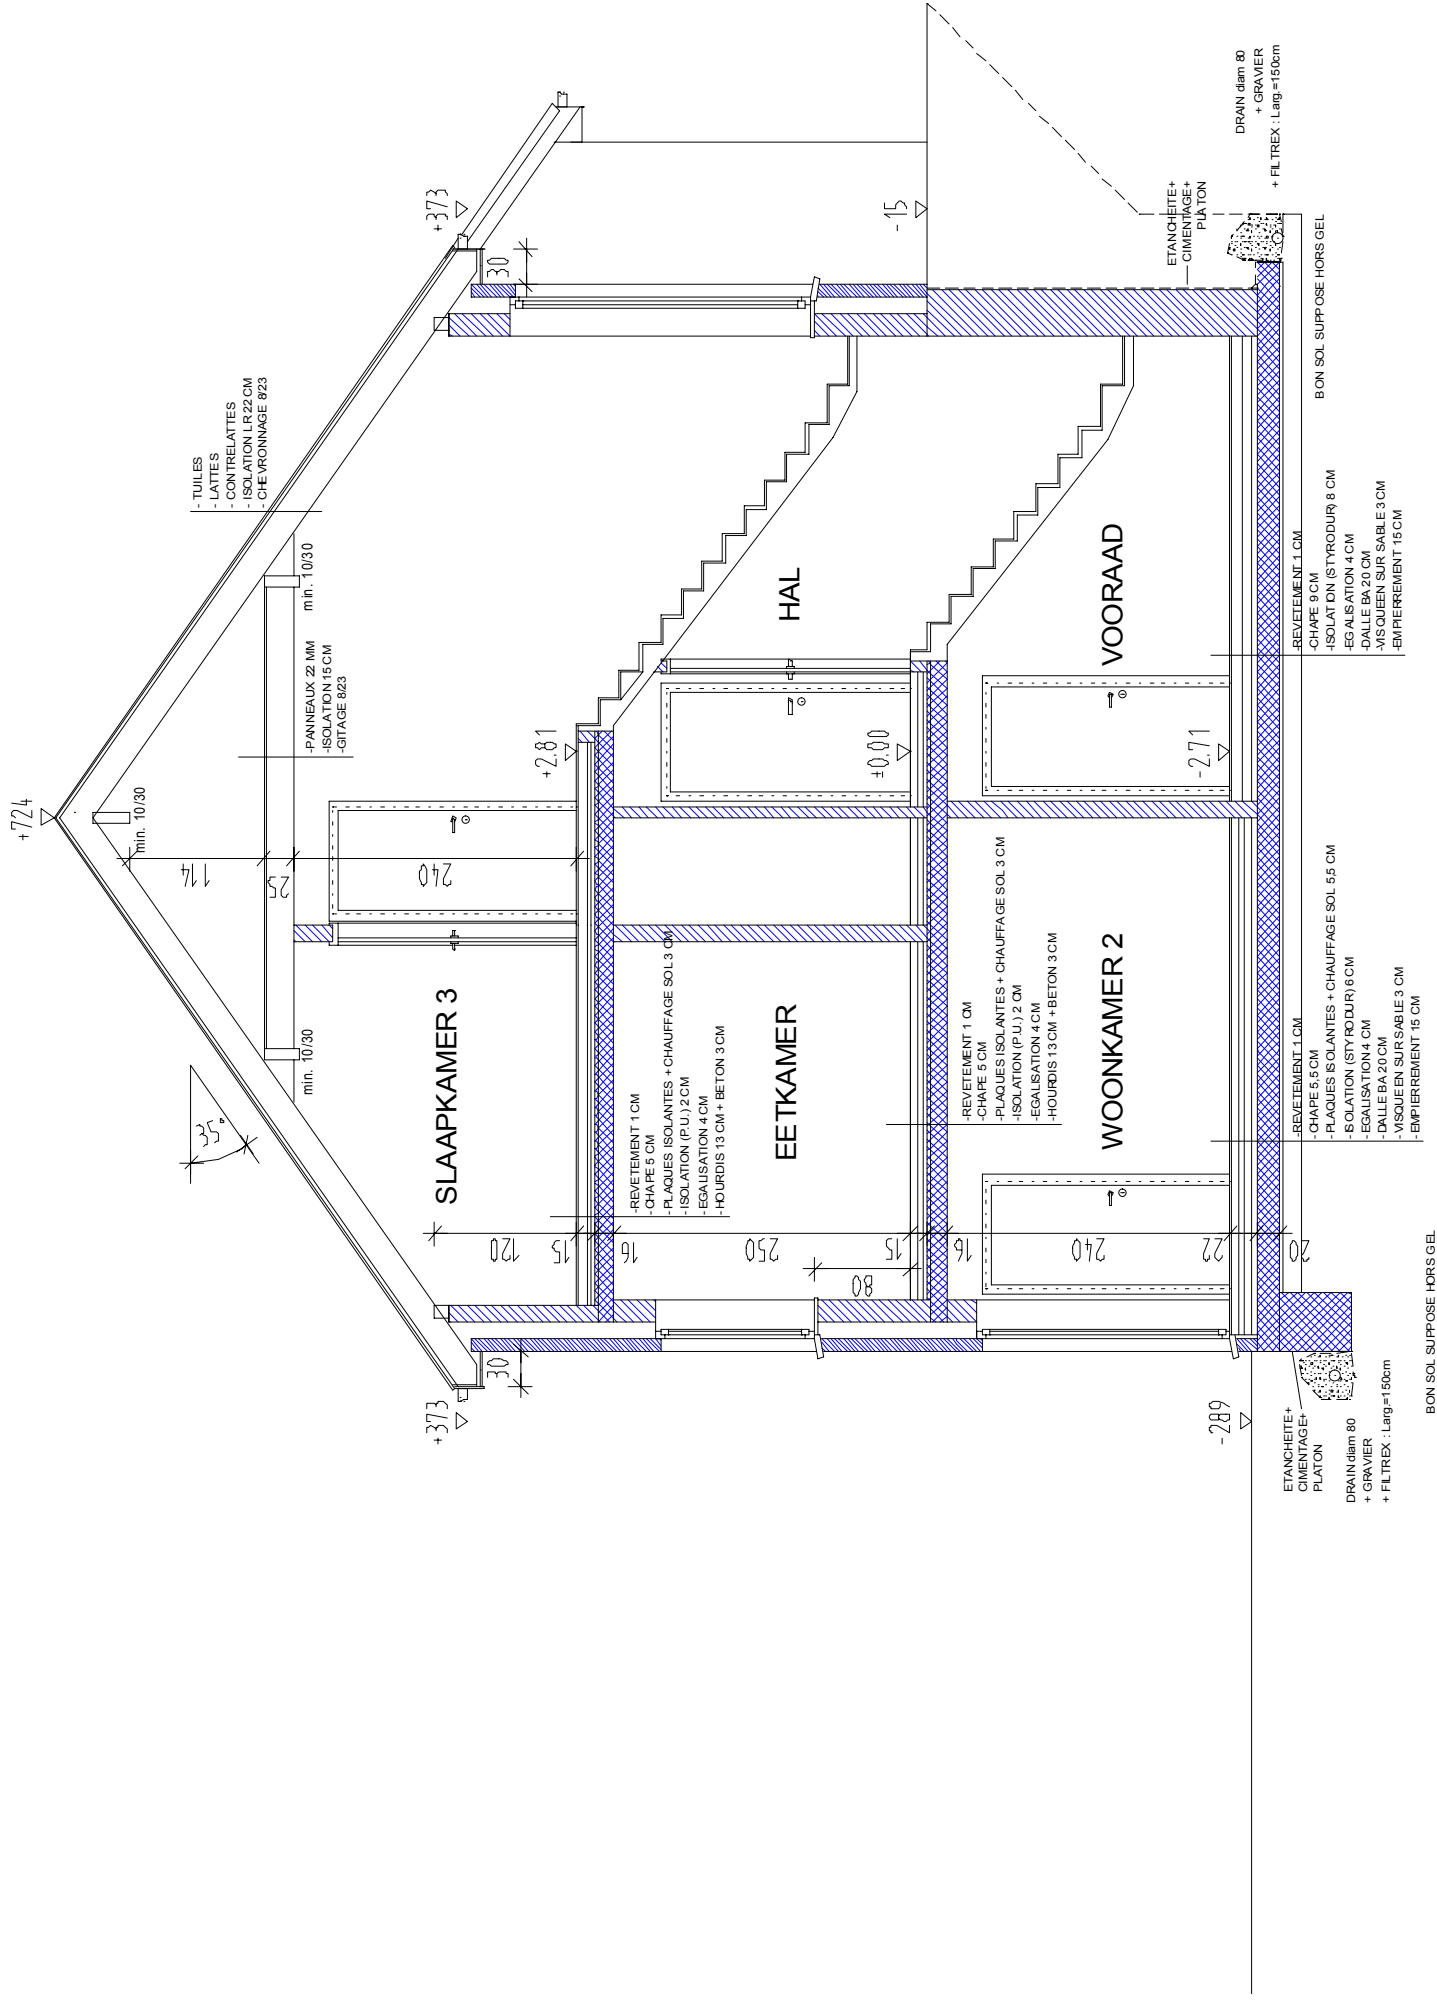 +724
+373
+373
-15
-289
- TUILES
- LATTES
- CONTRELATTES
- ISOLATION LR 22 CM
- CHEVRONNAGE 8/23
min. 10/30
min. 10/30
min. 10/30
-PANNEAUX 22 MM
-ISOLATION 15 CM
-GITAGE 8/23
35°
114
25
240
30
30
+2.81
±0.00
-2.71
SLAAPKAMER 3
EETKAMER
HAL
WOONKAMER 2
VOORAAD
120
15
16
250
80
15
16
240
22
20
-REVETEMENT 1 CM
-CHAPE 5 CM
-PLAQUES ISOLANTES + CHAUFFAGE SOL 3 CM
-ISOLATION (P.U.) 2 CM
-EGALISATION 4 CM
-HOURDIS 13 CM + BETON 3 CM
-REVETEMENT 1 CM
-CHAPE 5 CM
-PLAQUES ISOLANTES + CHAUFFAGE SOL 3 CM
-ISOLATION (P.U.) 2 CM
-EGALISATION 4 CM
-HOURDIS 13 CM + BETON 3 CM
-REVETEMENT 1 CM
- CHAPE 5,5 CM
- PLAQUES ISOLANTES + CHAUFFAGE SOL 5,5 CM
- ISOLATION (STYRODUR) 6 CM
- EGALISATION 4 CM
- DALLE BA 20 CM
- VISQUEEN SUR SABLE 3 CM
- EMPIERREMENT 15 CM
-REVETEMENT 1 CM
-CHAPE 9 CM
-ISOLATION (STYRODUR) 8 CM
-EGALISATION 4 CM
-DALLE BA 20 CM
-VISQUEEN SUR SABLE 3 CM
-EMPIERREMENT 15 CM
ETANCHEITE+
CIMENTAGE+
PLATON
DRAIN diam 80
+ GRAVIER
+ FILTREX : Larg.=150cm
BON SOL SUPPOSE HORS GEL
ETANCHEITE+
CIMENTAGE+
PLATON
DRAIN diam 80
+ GRAVIER
+ FILTREX : Larg.=150cm
BON SOL SUPPOSE HORS GEL